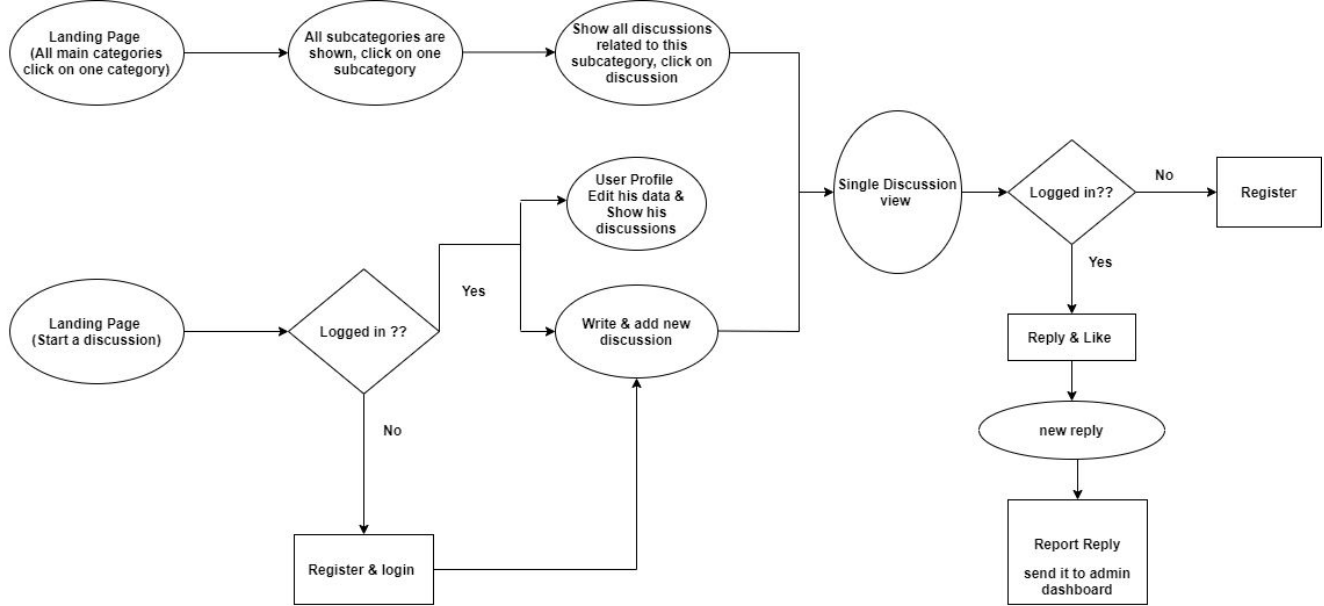 Landing Page
(All main categories
click on one category)
All subcategories are
shown, click on one
subcategory
Show all discussions
related to this
subcategory, click on
discussion
User Profile
Edit his data &
Show his
discussions
Single Discussion
view
Logged in??
No
Register
Yes
Landing Page
(Start a discussion)
Logged in ??
Yes
Write & add new
discussion
Reply & Like
No
new reply
Register & login
Report Reply
send it to admin
dashboard